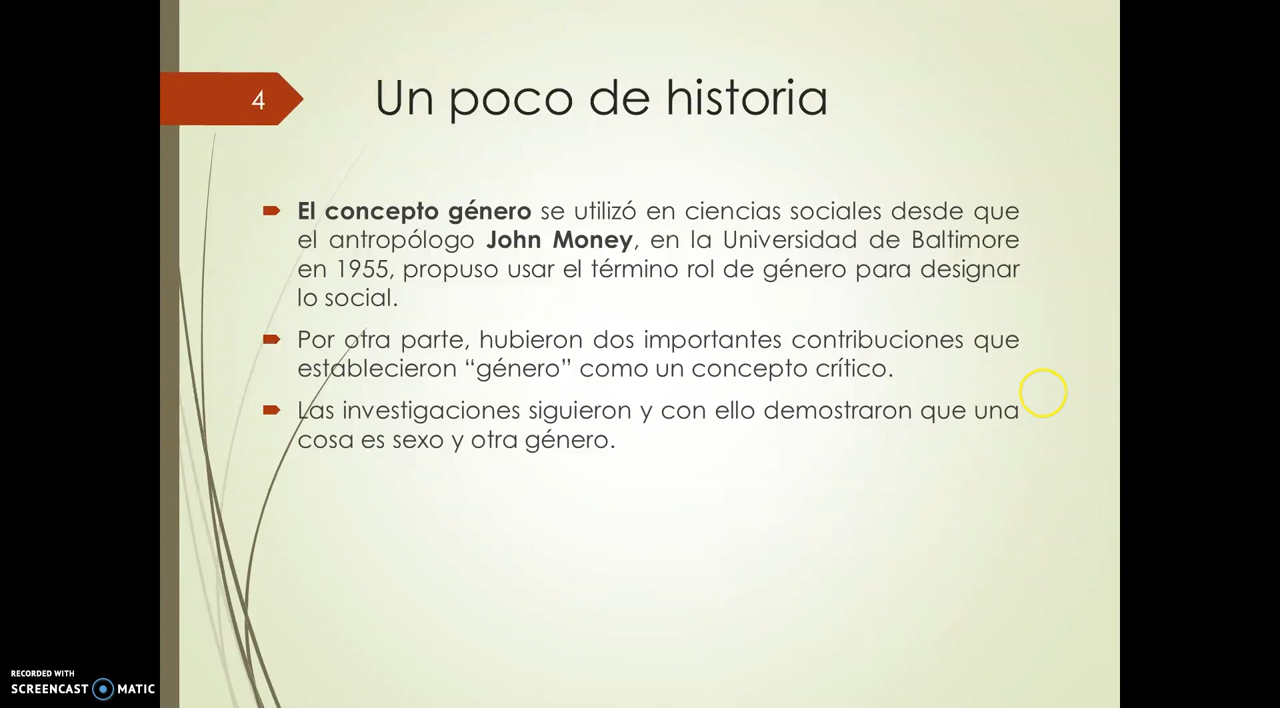 4
Un poco de historia
El concepto género se utilizó en ciencias sociales desde que
el antropólogo John Money, en la Universidad de Baltimore
en 1955, propuso usar el término rol de género para designar
lo social.
Por otra parte, hubieron dos importantes contribuciones que
establecieron “género” como un concepto crítico.
Las investigaciones siguieron y con ello demostraron que una
cosa es sexo y otra género.
RECORDED WITH
SCREENCAST MATIC